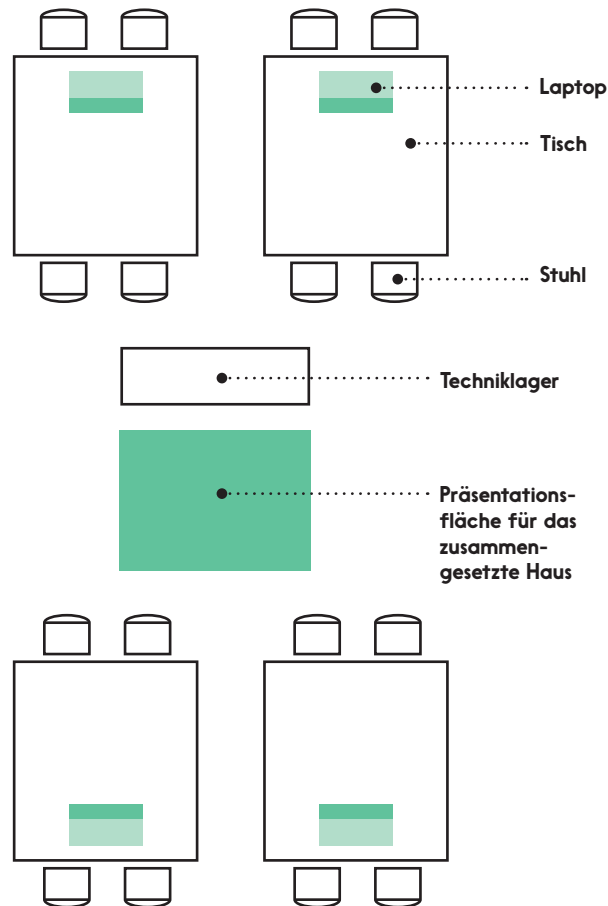 Laptop
Tisch
Stuhl
Techniklager
Präsentations-
fläche für das
zusammen-
gesetzte Haus